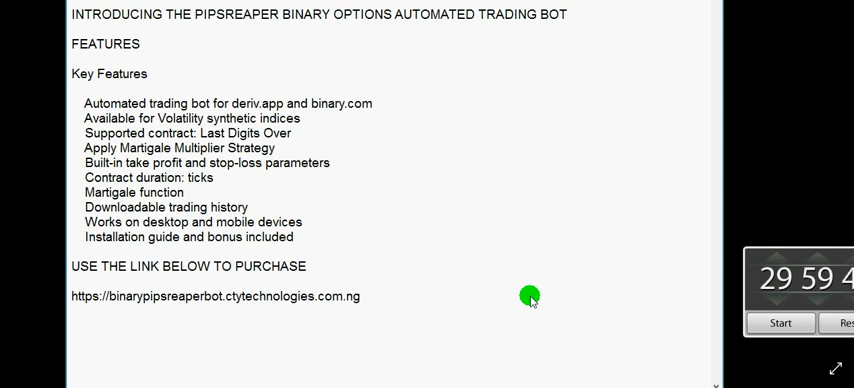 INTRODUCING THE PIPSREAPER BINARY OPTIONS AUTOMATED TRADING BOT
FEATURES
Key Features
Automated trading bot for deriv.app and binary.com
Available for Volatility synthetic indices
Supported contract: Last Digits Over
Apply Martigale Multiplier Strategy
Built-in take profit and stop-loss parameters
Contract duration: ticks
Martigale function
Downloadable trading history
Works on desktop and mobile devices
Installation guide and bonus included
USE THE LINK BELOW TO PURCHASE
https://binarypipsreaperbot.ctytechnologies.com.ng
29 59 4
Start